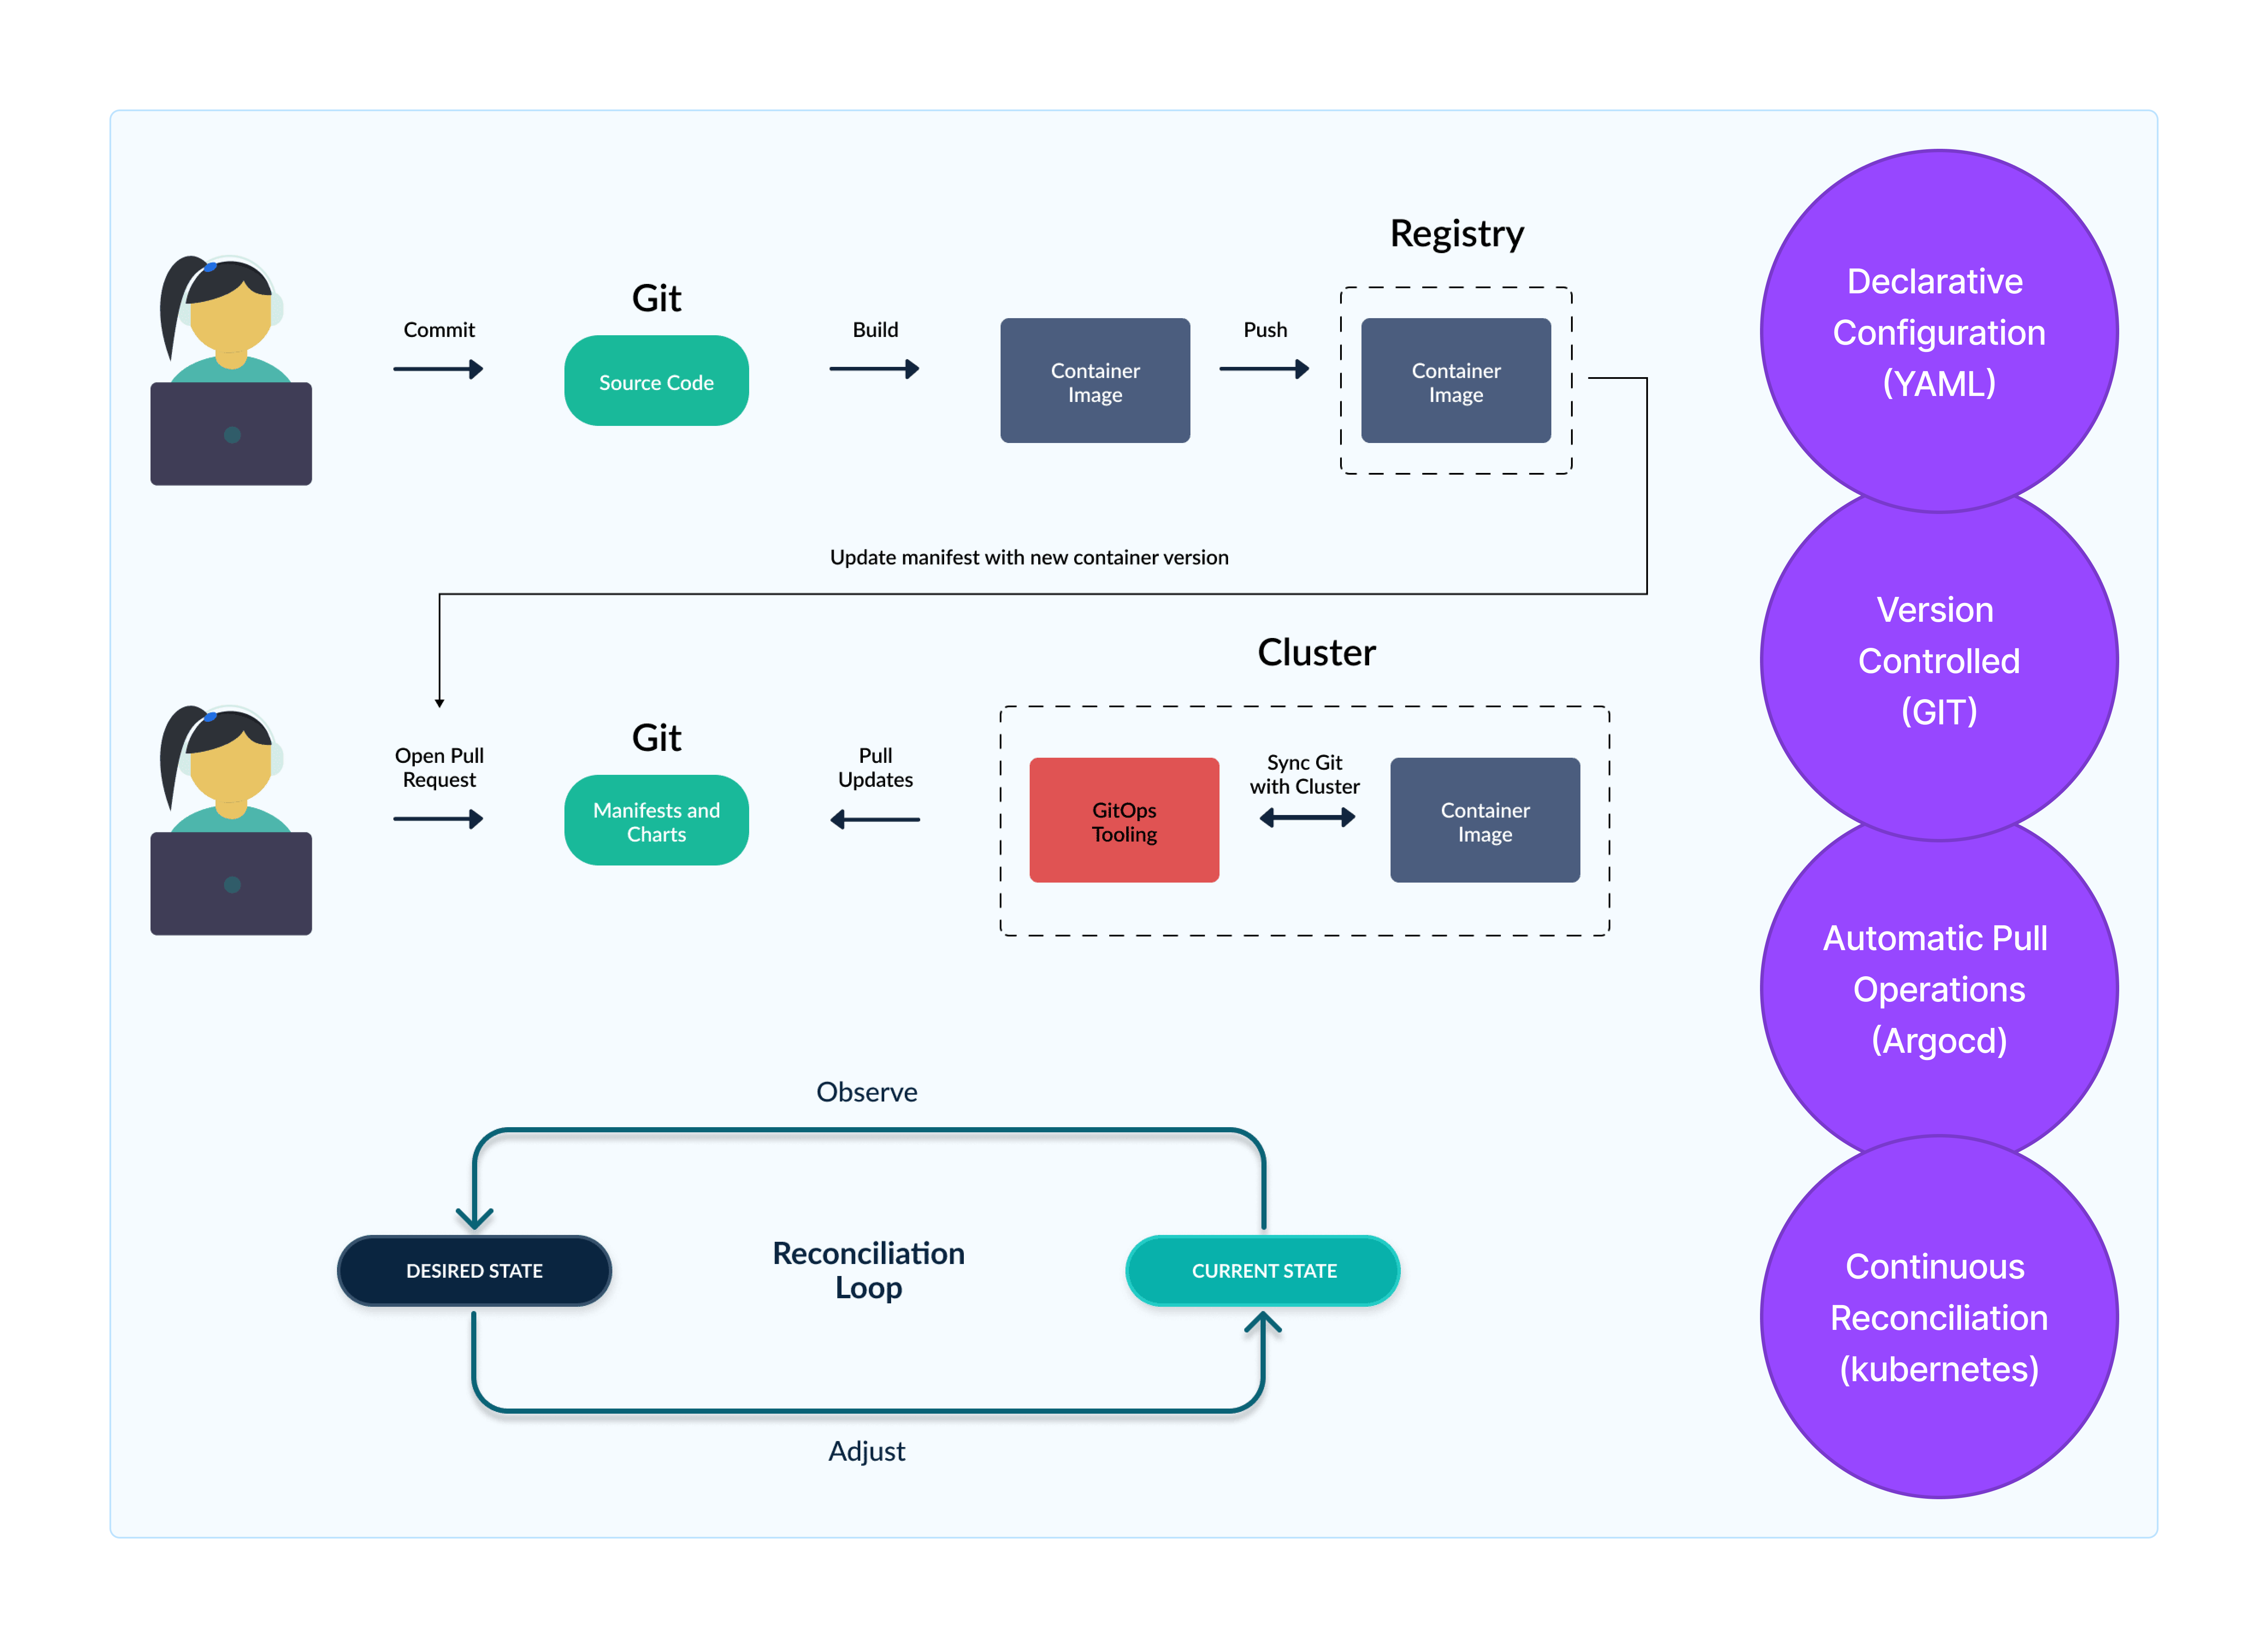 Registry
Git
Commit
Source Code
Build
Container
Image
Push
Container
Image
Update manifest with new container version
Cluster
Git
Open Pull
Request
Manifests and
Charts
Pull
Updates
GitOps
Tooling
Sync Git
with Cluster
Container
Image
Observe
DESIRED STATE
Reconciliation
Loop
CURRENT STATE
Adjust
Declarative
Configuration
(YAML)
Version
Controlled
(GIT)
Automatic Pull
Operations
(Argocd)
Continuous
Reconciliation
(kubernetes)